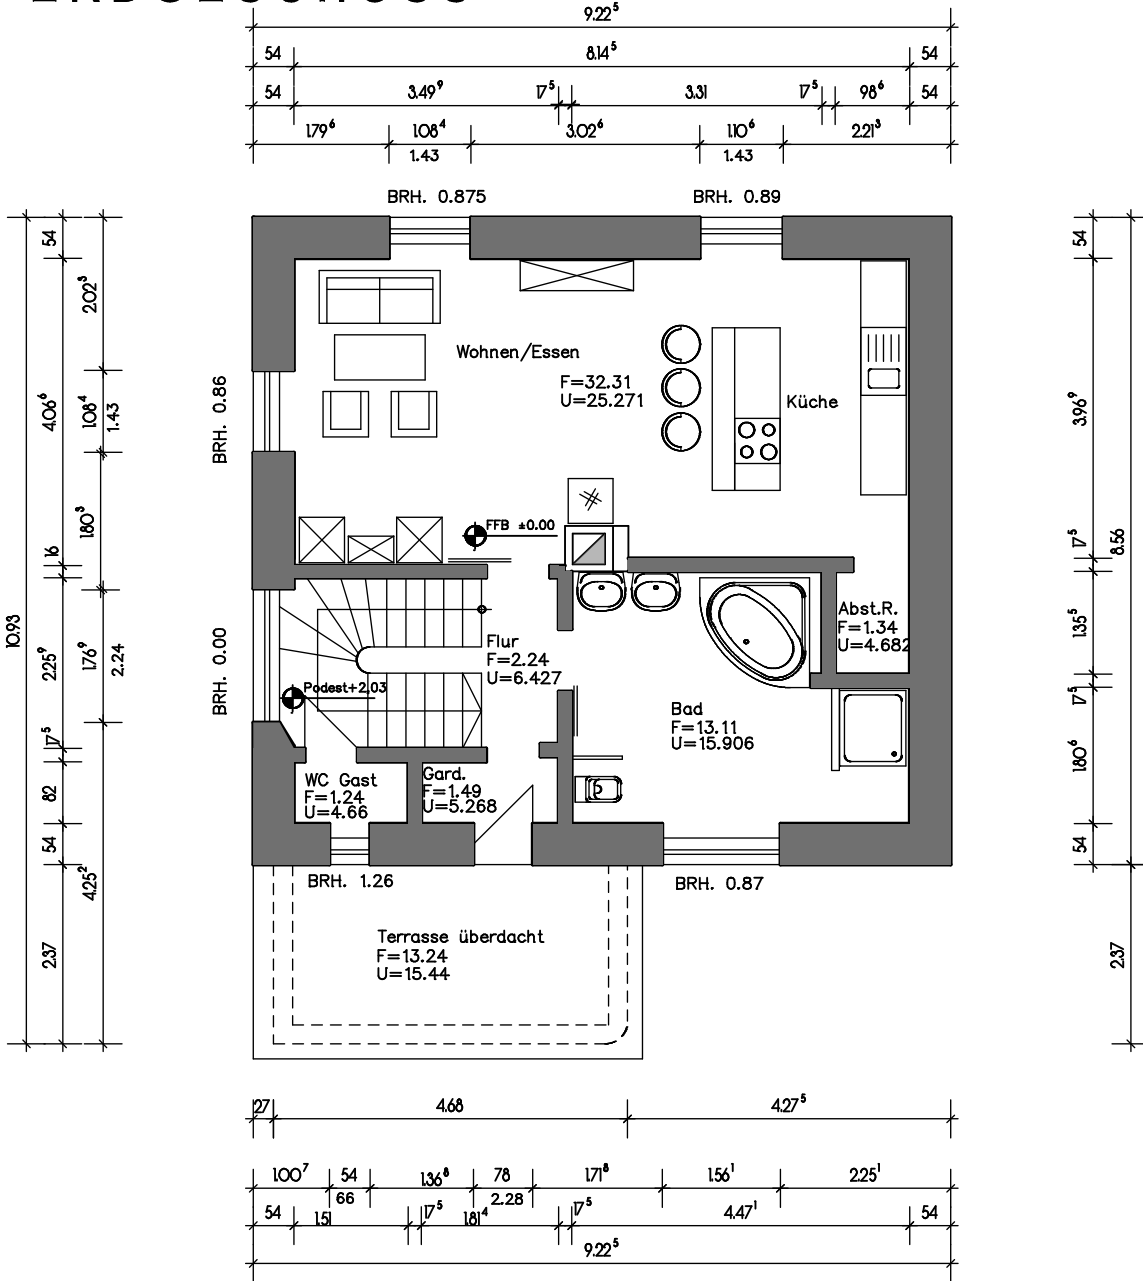 9.22⁵
54 8.14⁵ 54
54 3.49⁹ 17⁵ 3.31 17⁵ 98⁶ 54
1.79⁶ 1.08⁴ 3.02⁶ 1.10⁶ 2.21³
1.43 1.43
BRH. 0.875 BRH. 0.89
54
2.02³
4.06⁶
1.08⁴
1.43
BRH. 0.86
1.80³
16
10.93
2.25⁹
1.76⁹
2.24
BRH. 0.00
17⁵
82
54
4.25²
2.37
Wohnen/Essen
F=32.31
U=25.271
Küche
FFB ±0.00
Abst.R.
F=1.34
U=4.682
Flur
F=2.24
U=6.427
Podest+2.03
Bad
F=13.11
U=15.906
WC Gast
F=1.24
U=4.66
Gard.
F=1.49
U=5.268
BRH. 1.26
BRH. 0.87
Terrasse überdacht
F=13.24
U=15.44
54
3.96⁹
17⁵
8.56
1.35⁵
17⁵
1.80⁶
54
2.37
27 4.68 4.27⁵
1.00⁷ 54 1.36⁸ 78 1.71⁸ 1.56¹ 2.25¹
66 2.28
54 1.51 17⁵ 1.81⁴ 17⁵ 4.47¹ 54
9.22⁵